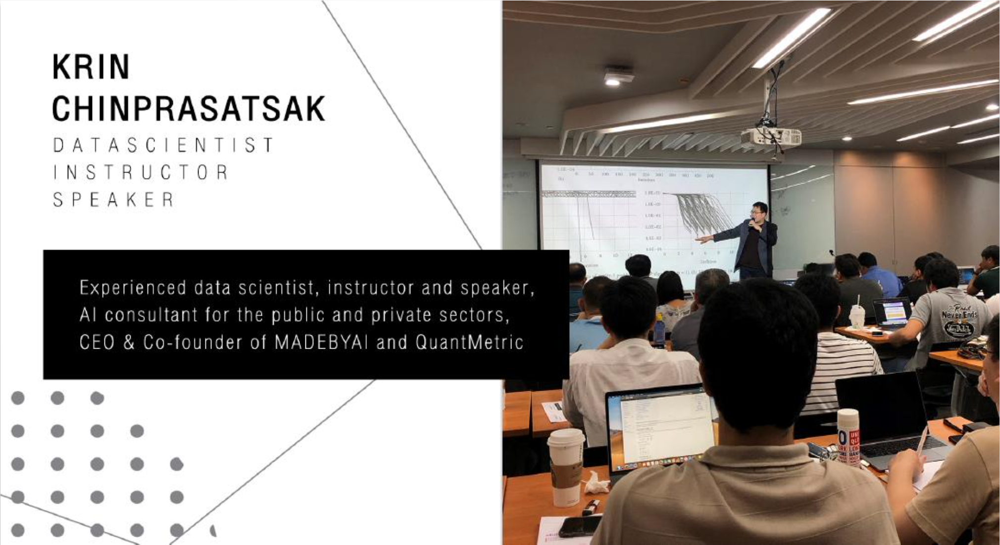 KRIN
CHINPRASATSAK
DATASCIENTIST
INSTRUCTOR
SPEAKER
Experienced data scientist, instructor and speaker,
AI consultant for the public and private sectors,
CEO & Co-founder of MADEBYAI and QuantMetric
Never Ends